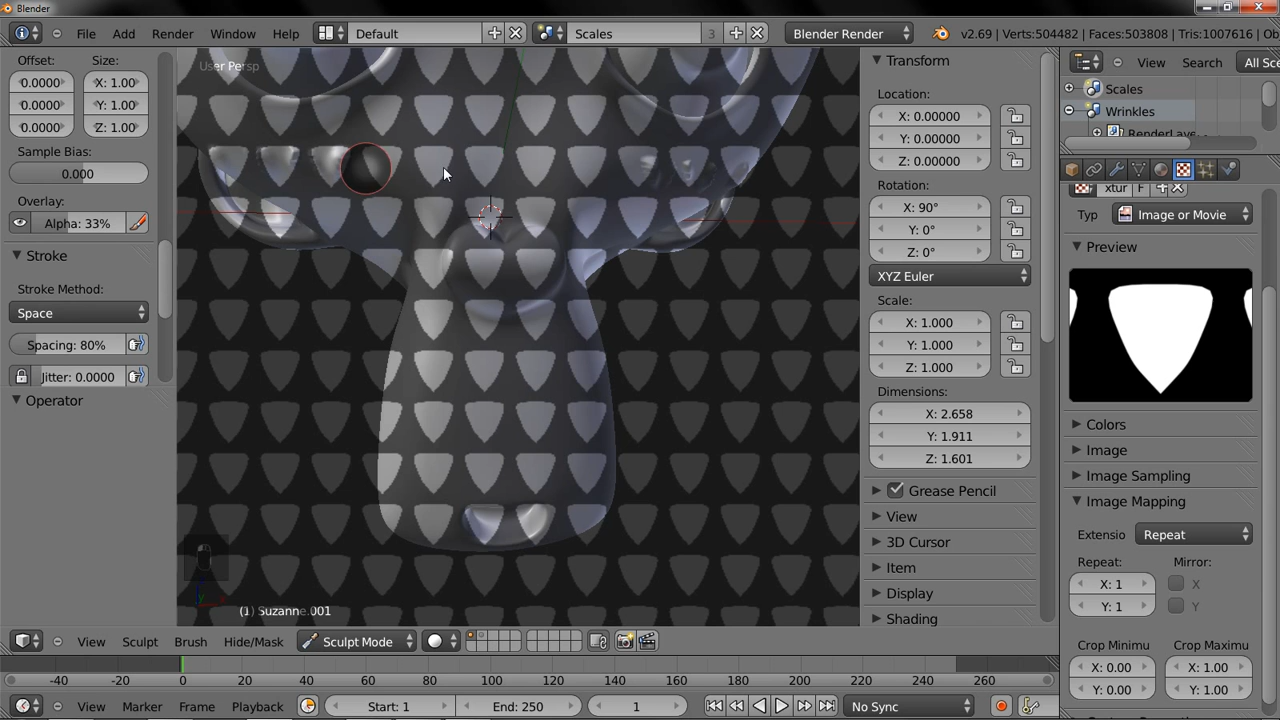 Blender
File Add Render Window Help Default Scales 3 Blender Render v2.69 | Verts:504482 | Faces:503808 | Tris:1007616 | Ob
Offset: Size:
0.0000 X: 1.00
0.0000 Y: 1.00
0.0000 Z: 1.00
Sample Bias:
0.000
Overlay:
Alpha: 33%
Stroke
Stroke Method:
Space
Spacing: 80%
Jitter: 0.0000
Operator
User Persp
(1) Suzanne.001
Transform
Location:
X: 0.00000
Y: 0.00000
Z: 0.00000
Rotation:
X: 90°
Y: 0°
Z: 0°
XYZ Euler
Scale:
X: 1.000
Y: 1.000
Z: 1.000
Dimensions:
X: 2.658
Y: 1.911
Z: 1.601
Grease Pencil
View
3D Cursor
Item
Display
Shading
View Search All Sce
Scales
Wrinkles
RenderLaye
xtur F
Typ Image or Movie
Preview
Colors
Image
Image Sampling
Image Mapping
Extensio Repeat
Repeat: Mirror:
X: 1 X
Y: 1 Y
Crop Minimu Crop Maximu
X: 0.00 X: 1.00
Y: 0.00 Y: 1.00
View Sculpt Brush Hide/Mask Sculpt Mode
-40 -20 0 20 40 60 80 100 120 140 160 180 200 220 240 260
View Marker Frame Playback Start: 1 End: 250 1 No Sync